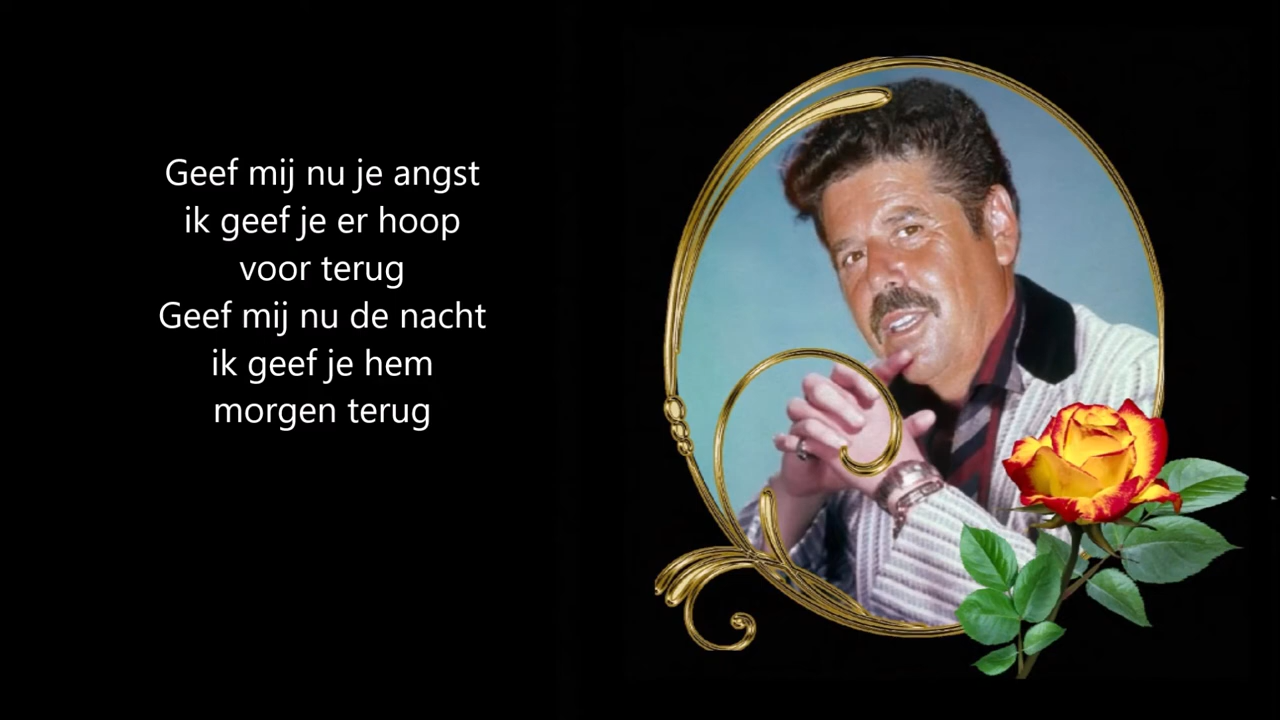 Geef mij nu je angst
ik geef je er hoop
voor terug
Geef mij nu de nacht
ik geef je hem
morgen terug